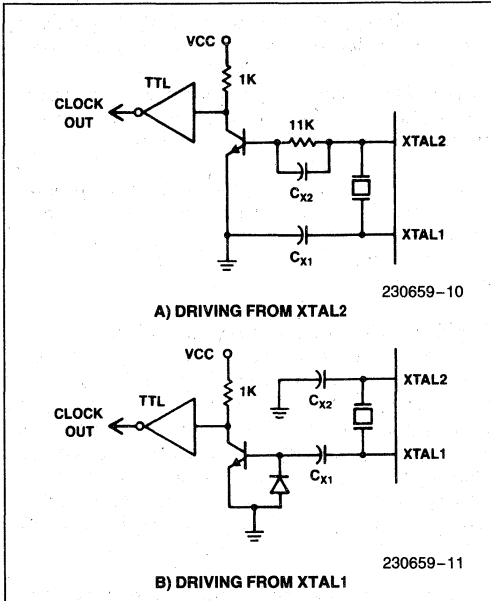 VCC
1K
TTL
CLOCK
OUT
11K
XTAL2
CX2
XTAL1
CX1
230659-10
A) DRIVING FROM XTAL2
VCC
1K
TTL
CLOCK
OUT
XTAL2
CX2
XTAL1
CX1
230659-11
B) DRIVING FROM XTAL1